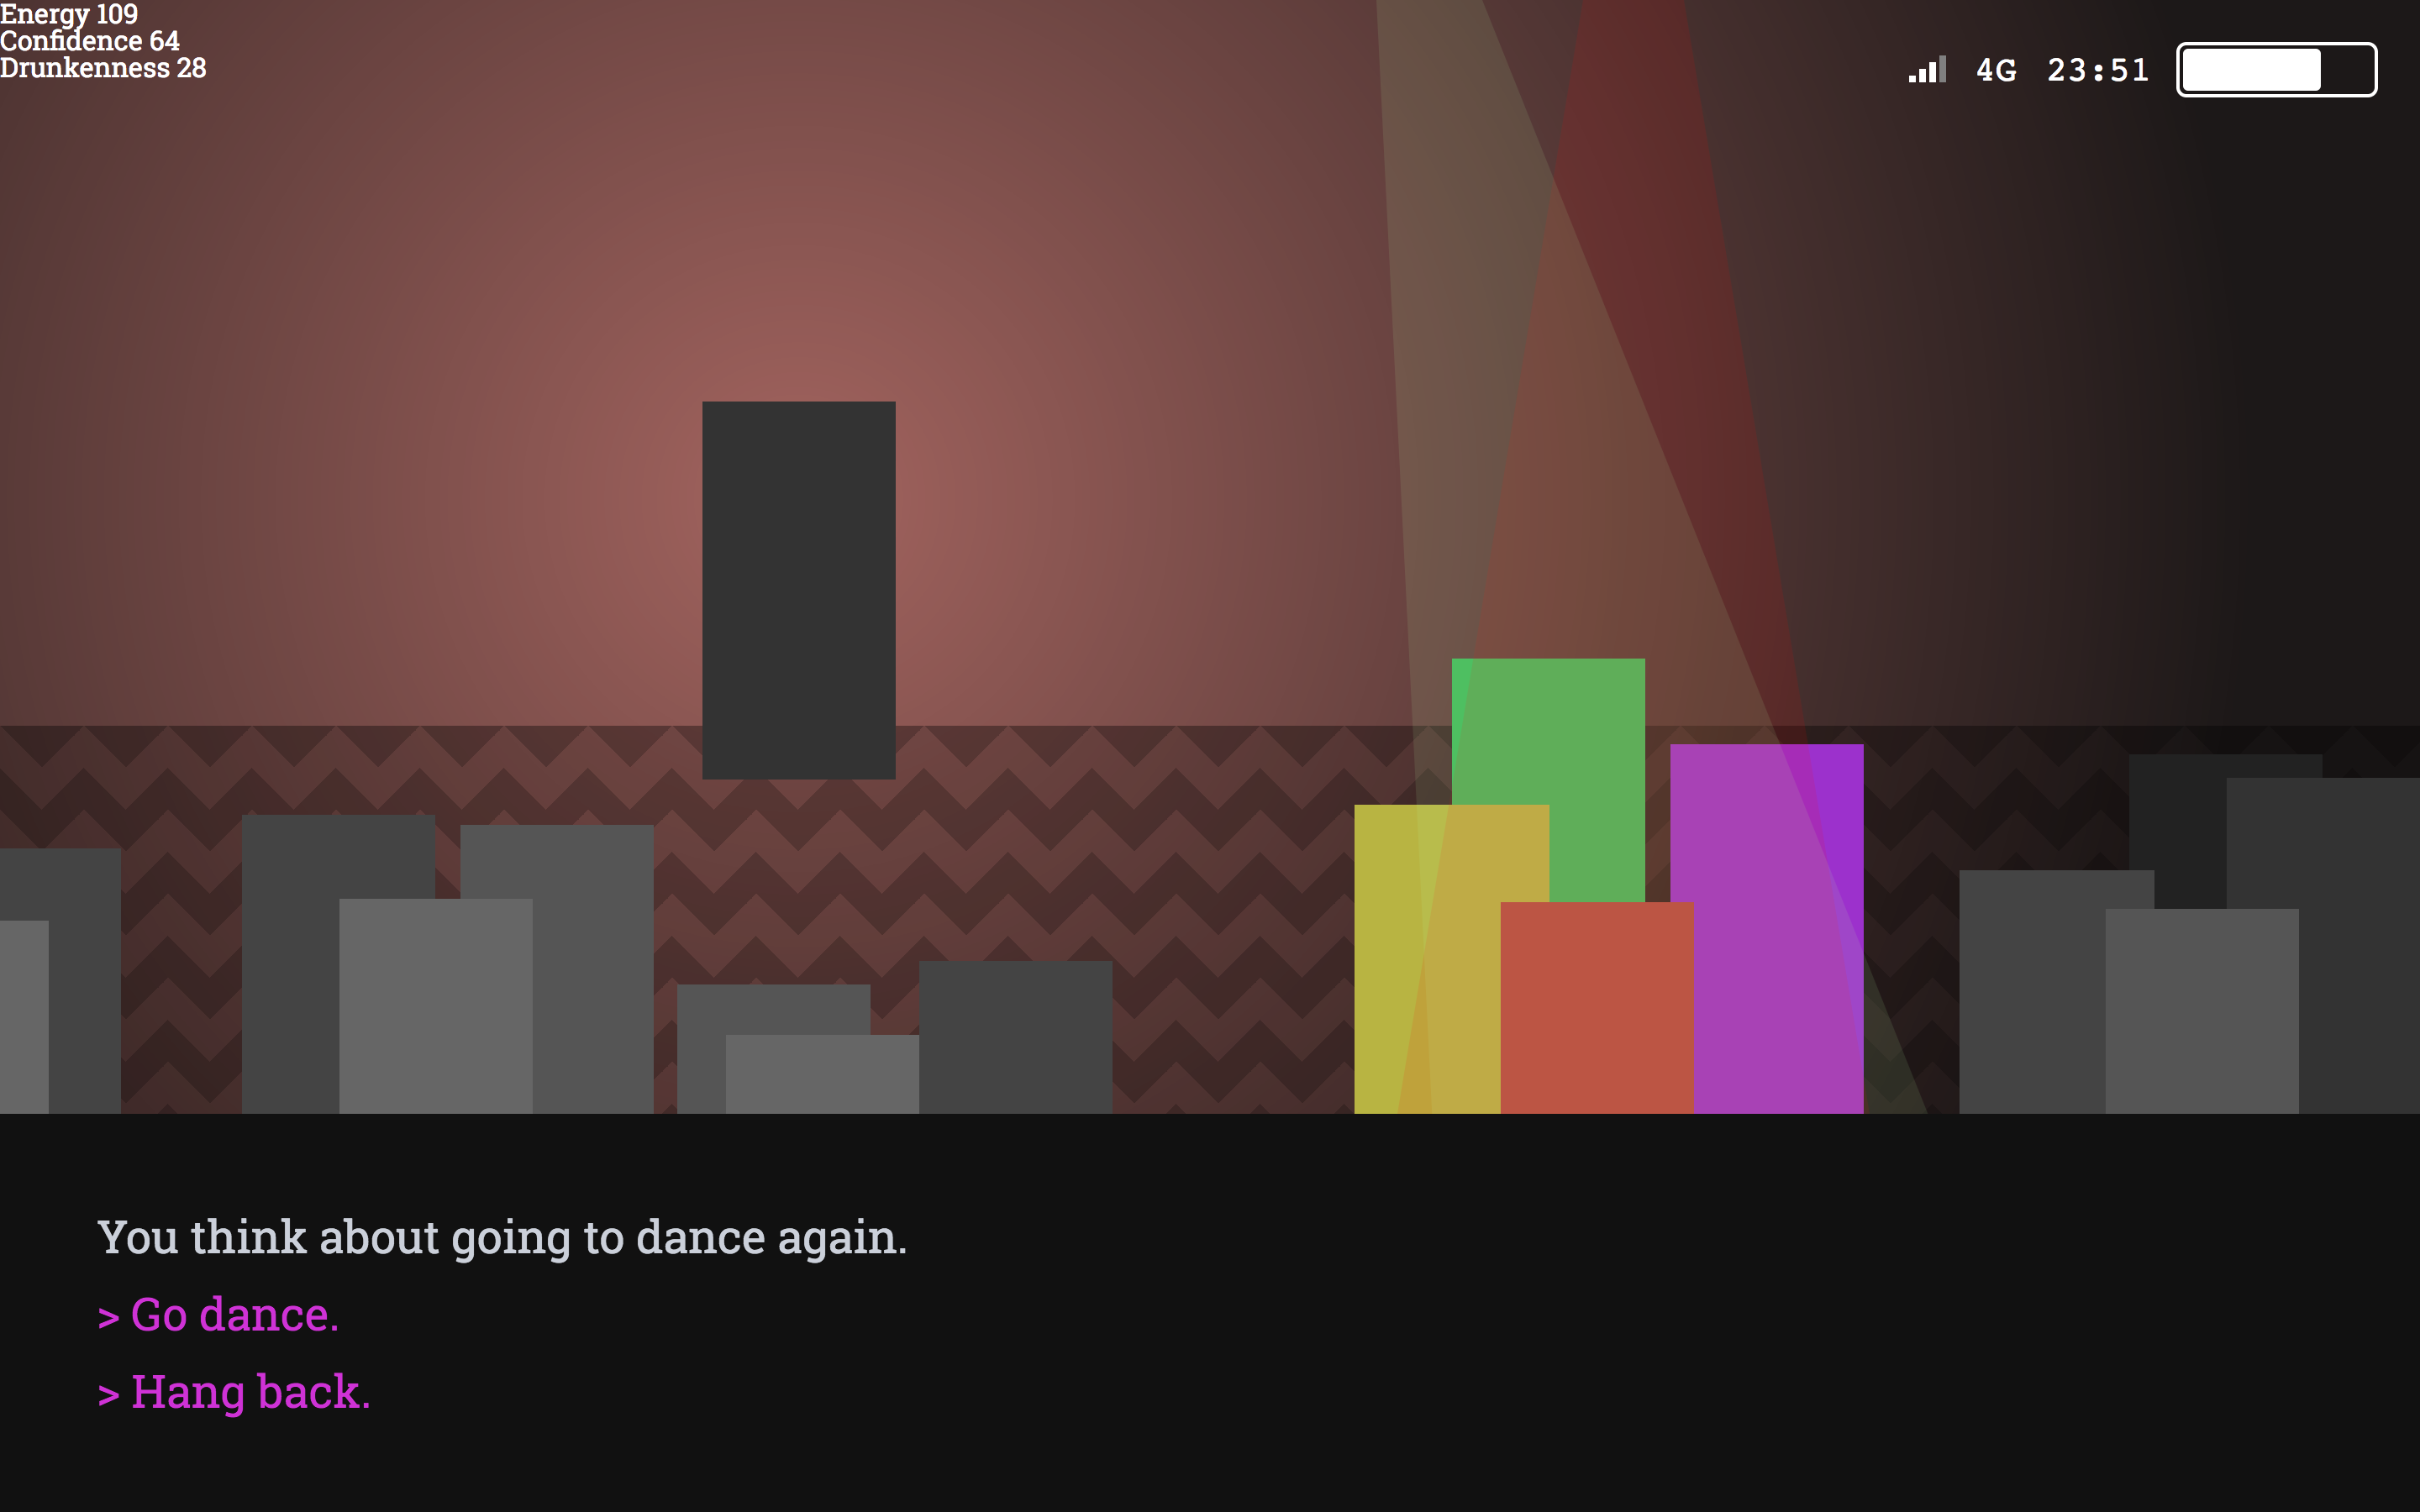 Energy 109
Confidence 64
Drunkenness 28
4G 23:51
You think about going to dance again.
> Go dance.
> Hang back.